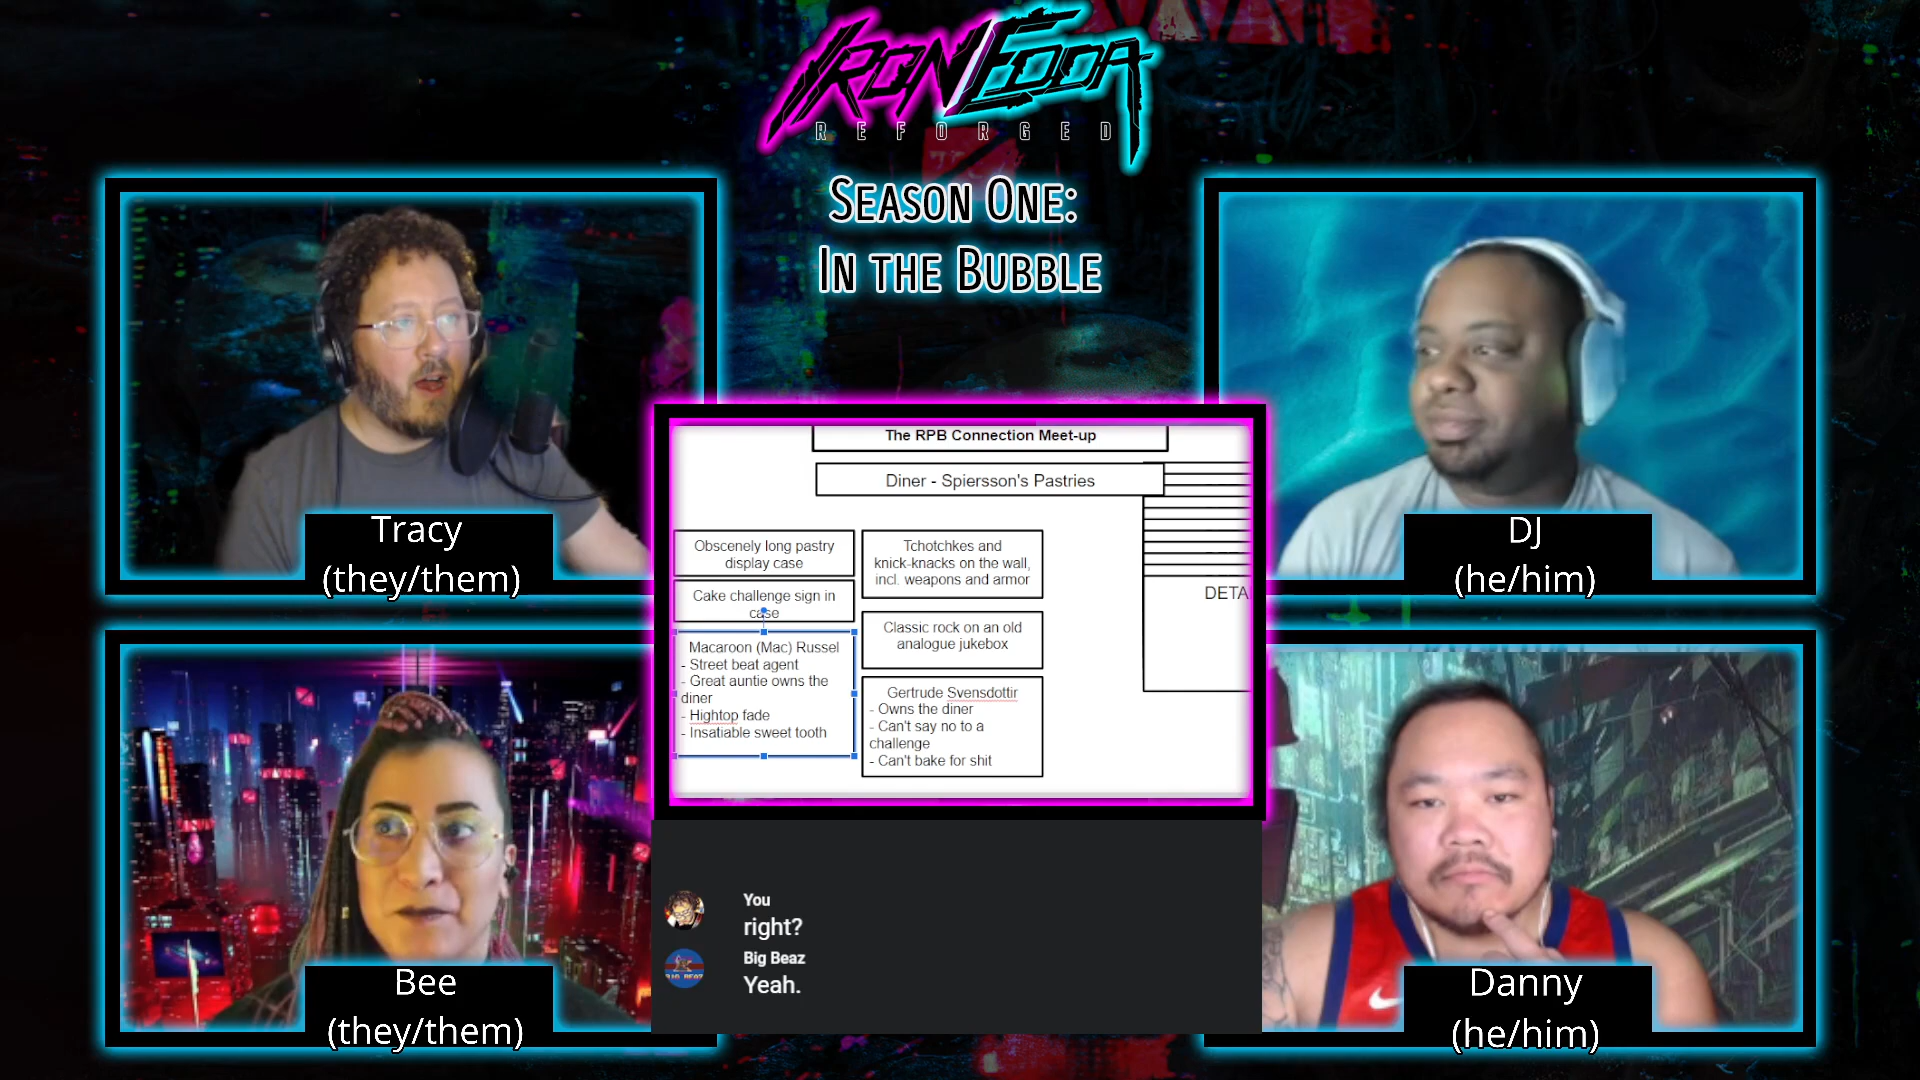 IRON EDDA
REFORGED
SEASON ONE:
IN THE BUBBLE
Tracy
(they/them)
DJ
(he/him)
The RPB Connection Meet-up
Diner - Spiersson's Pastries
Obscenely long pastry
display case
Cake challenge sign in
case
Macaroon (Mac) Russel
- Street beat agent
- Great auntie owns the
diner
- Hightop fade
- Insatiable sweet tooth
Tchotchkes and
knick-knacks on the wall,
incl. weapons and armor
Classic rock on an old
analogue jukebox
Gertrude Svensdottir
- Owns the diner
- Can't say no to a
challenge
- Can't bake for shit
DETA
Bee
(they/them)
You
right?
Big Beaz
Yeah.
Danny
(he/him)